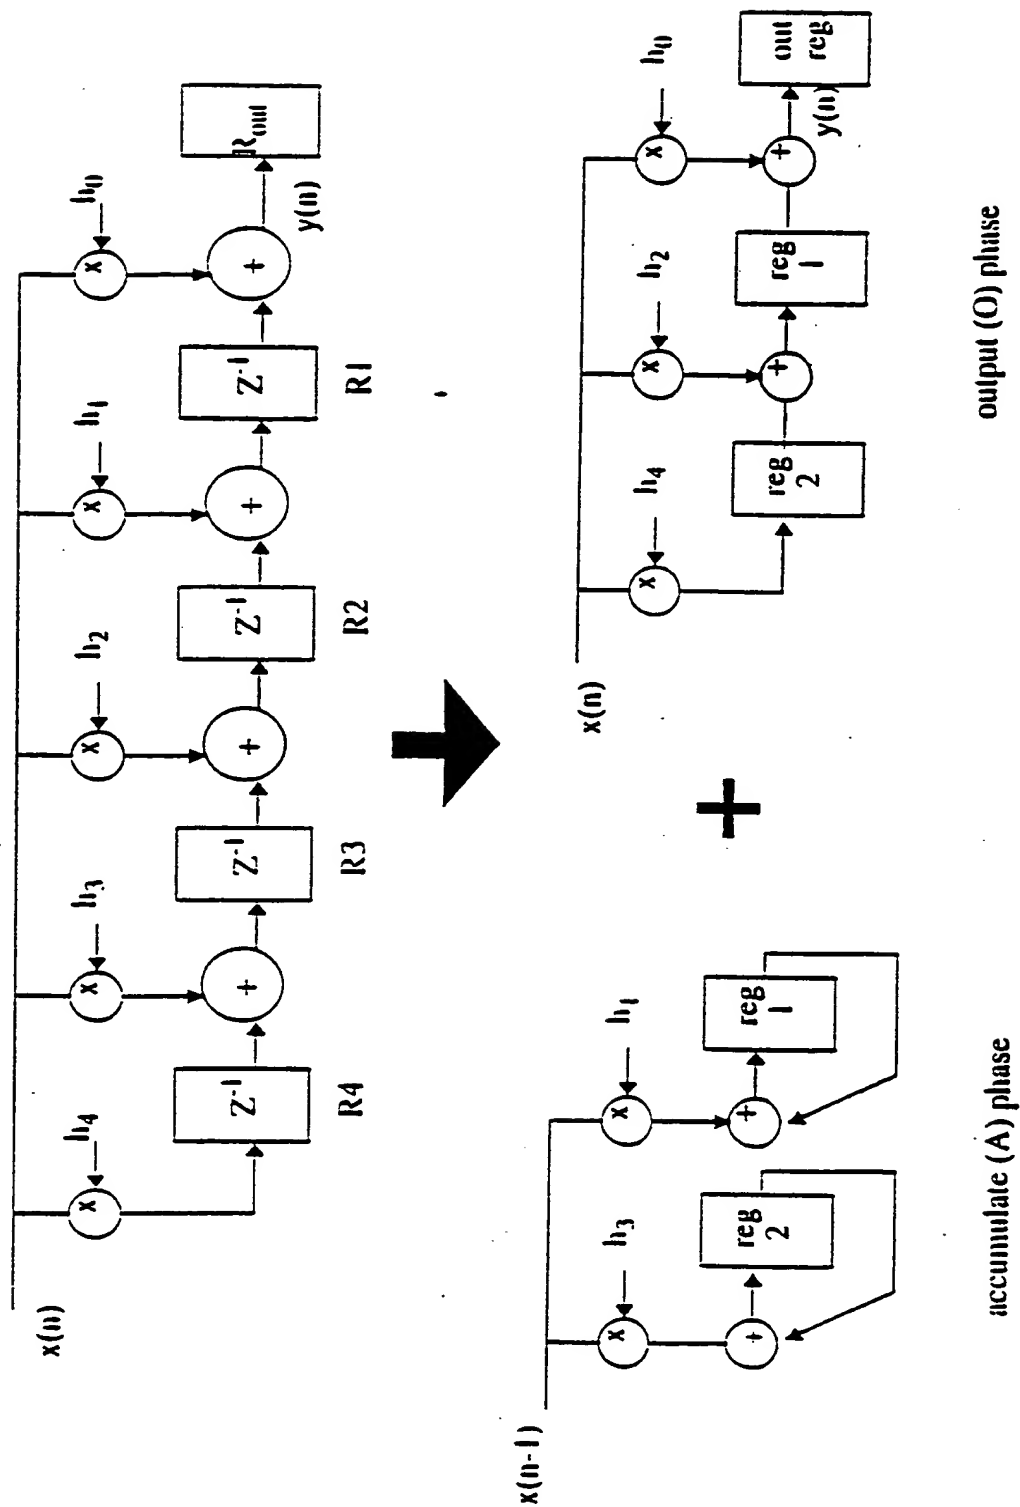 x(n)
h₄
h₃
h₂
h₁
h₀
x
x
x
x
x
+
+
+
+
Z⁻¹
Z⁻¹
Z⁻¹
Z⁻¹
R_out
y(n)
R4
R3
R2
R1
+
x(n-1)
h₃
h₁
x
x
+
+
reg
2
reg
1
accumulate (A) phase
x(n)
h₄
h₂
h₀
x
x
x
+
+
reg
2
reg
1
out
reg
y(n)
output (O) phase